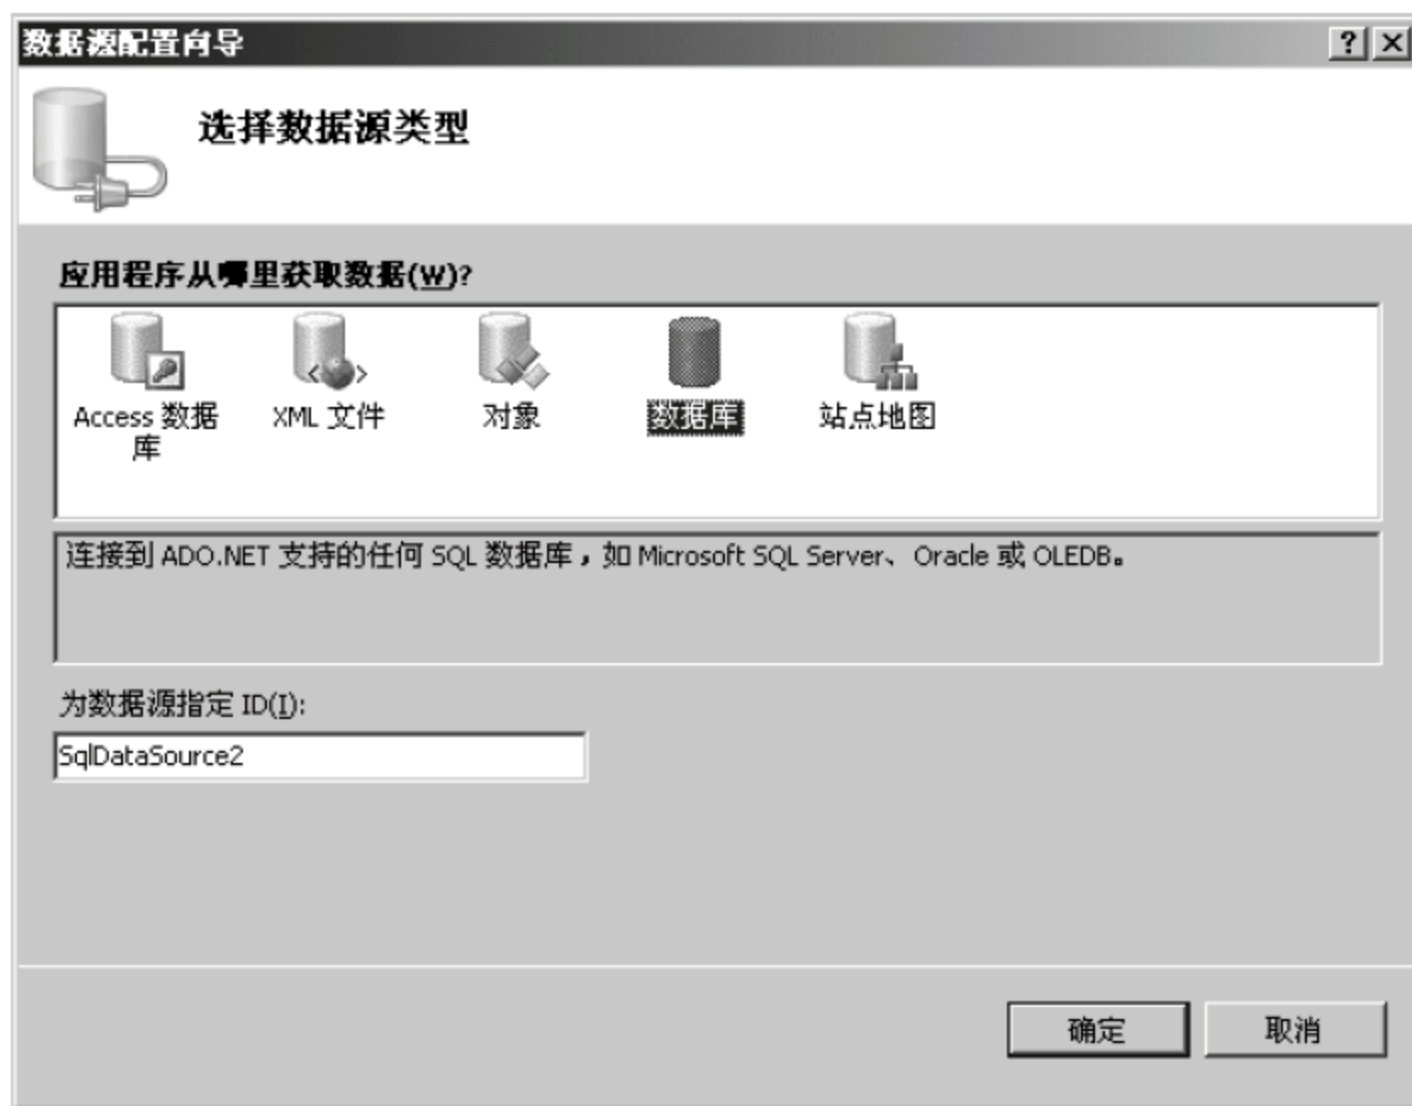 数据源配置向导
选择数据源类型
应用程序从哪里获取数据(W)?
Access 数据
库
XML 文件
对象
数据库
站点地图
连接到 ADO.NET 支持的任何 SQL 数据库，如 Microsoft SQL Server、Oracle 或 OLEDB。
为数据源指定 ID(I):
SqlDataSource2
确定
取消